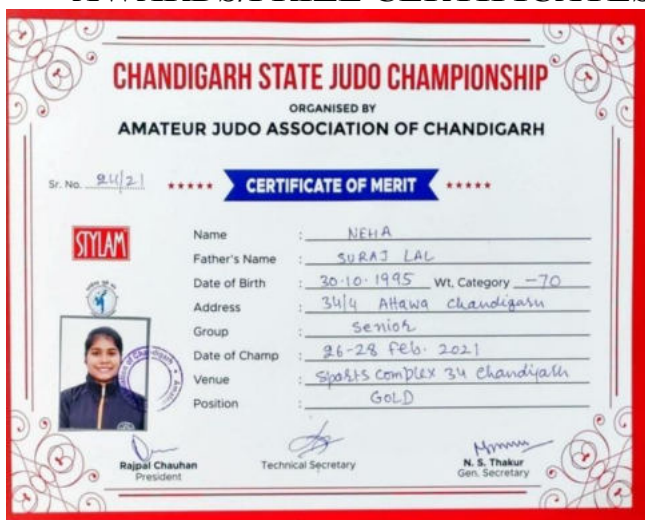 AWARDS/PRIZE CERTIFICATES
CHANDIGARH STATE JUDO CHAMPIONSHIP
ORGANISED BY
AMATEUR JUDO ASSOCIATION OF CHANDIGARH
Sr. No. 24/21 ★★★★★ CERTIFICATE OF MERIT ★★★★★
STYLAM
Name : NEHA
Father's Name : SURAJ LAL
Date of Birth : 30.10.1995 Wt. Category -70
Address : 34/4 Attawa Chandigarh
Group : Senior
Date of Champ : 26-28 Feb. 2021
Venue : Sports Complex 34 Chandigarh
Position : GOLD
Rajpal Chauhan
President
Technical Secretary
N. S. Thakur
Gen. Secretary